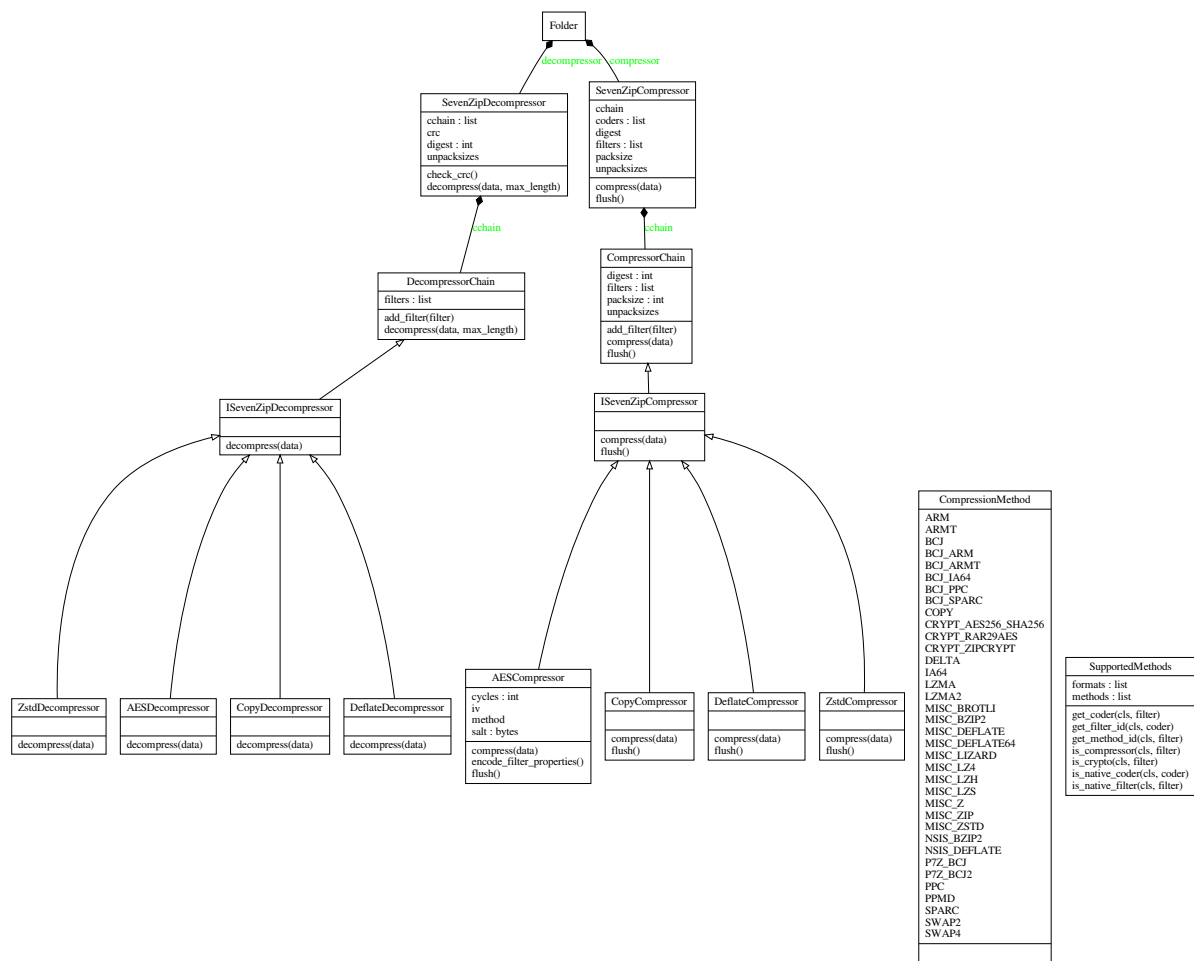 Folder
decompressor
compressor
SevenZipDecompressor
cchain : list
crc
digest : int
unpacksizes
check_crc()
decompress(data, max_length)
SevenZipCompressor
cchain
coders : list
digest
filters : list
packsize
unpacksizes
compress(data)
flush()
cchain
cchain
DecompressorChain
filters : list
add_filter(filter)
decompress(data, max_length)
CompressorChain
digest : int
filters : list
packsize : int
unpacksizes
add_filter(filter)
compress(data)
flush()
ISevenZipDecompressor
decompress(data)
ISevenZipCompressor
compress(data)
flush()
ZstdDecompressor
decompress(data)
AESDecompressor
decompress(data)
CopyDecompressor
decompress(data)
DeflateDecompressor
decompress(data)
AESCompressor
cycles : int
iv
method
salt : bytes
compress(data)
encode_filter_properties()
flush()
CopyCompressor
compress(data)
flush()
DeflateCompressor
compress(data)
flush()
ZstdCompressor
compress(data)
flush()
CompressionMethod
ARM
ARMT
BCJ
BCJ_ARM
BCJ_ARMT
BCJ_IA64
BCJ_PPC
BCJ_SPARC
COPY
CRYPT_AES256_SHA256
CRYPT_RAR29AES
CRYPT_ZIPCRYPT
DELTA
IA64
LZMA
LZMA2
MISC_BROTLI
MISC_BZIP2
MISC_DEFLATE
MISC_DEFLATE64
MISC_LIZARD
MISC_LZ4
MISC_LZH
MISC_LZS
MISC_Z
MISC_ZIP
MISC_ZSTD
NSIS_BZIP2
NSIS_DEFLATE
P7Z_BCJ
P7Z_BCJ2
PPC
PPMD
SPARC
SWAP2
SWAP4
SupportedMethods
formats : list
methods : list
get_coder(cls, filter)
get_filter_id(cls, coder)
get_method_id(cls, filter)
is_compressor(cls, filter)
is_crypto(cls, filter)
is_native_coder(cls, coder)
is_native_filter(cls, filter)